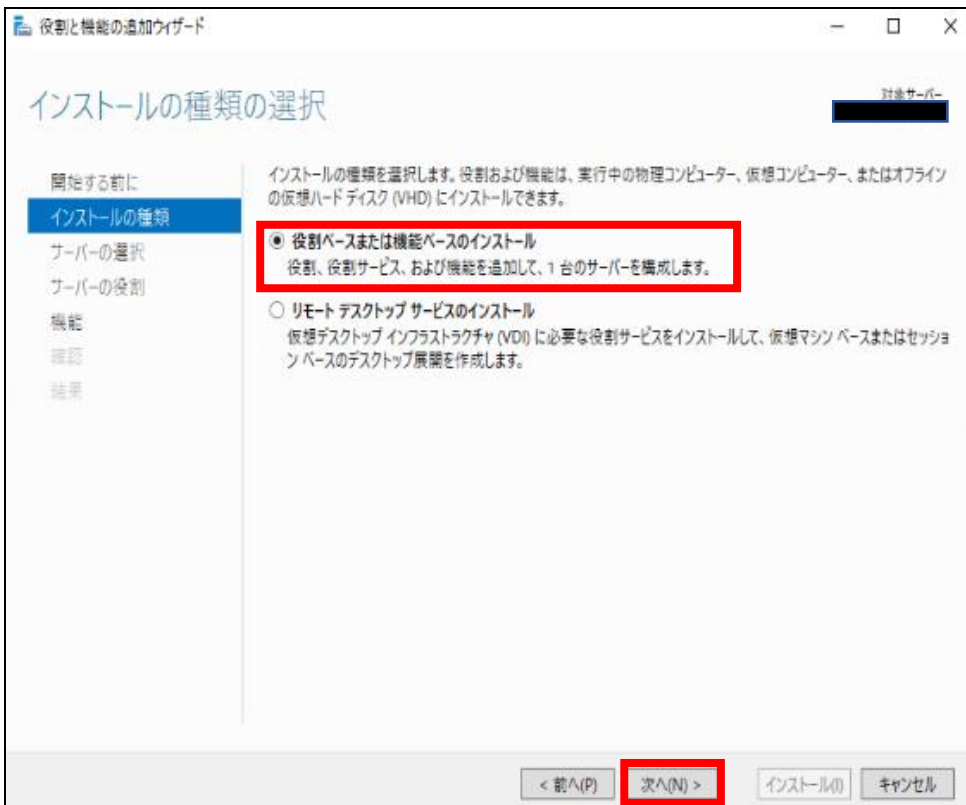 役割と機能の追加ウィザード
インストールの種類の選択
対象サーバー
開始する前に
インストールの種類
サーバーの選択
サーバーの役割
機能
確認
結果
インストールの種類を選択します。役割および機能は、実行中の物理コンピューター、仮想コンピューター、またはオフライン
の仮想ハード ディスク (VHD) にインストールできます。
役割ベースまたは機能ベースのインストール
役割、役割サービス、および機能を追加して、1 台のサーバーを構成します。
リモート デスクトップ サービスのインストール
仮想デスクトップ インフラストラクチャ (VDI) に必要な役割サービスをインストールして、仮想マシン ベースまたはセッショ
ン ベースのデスクトップ展開を作成します。
< 前へ(P) 次へ(N) > インストール(I) キャンセル